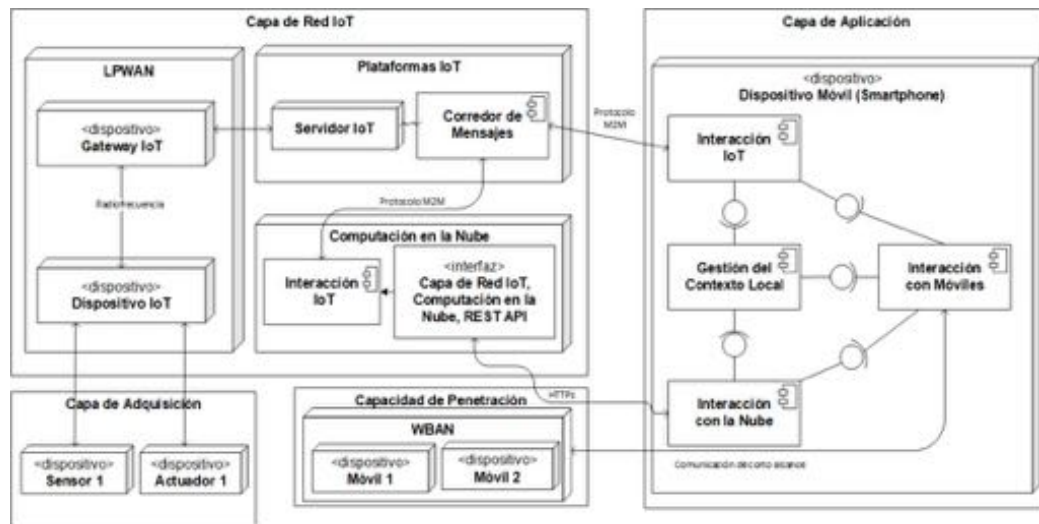 Capa de Red IoT
LPWAN
<dispositivo>
Gateway IoT
Radiofrecuencia
<dispositivo>
Dispositivo IoT
Plataformas IoT
Servidor IoT
Corredor de
Mensajes
Protocolo M2M
Computación en la Nube
Interacción
IoT
<interfaz>
Capa de Red IoT,
Computación en la
Nube, REST API
Protocolo
M2M
HTTPs
Capa de Aplicación
<dispositivo>
Dispositivo Móvil (Smartphone)
Interacción
IoT
Gestión del
Contexto Local
Interacción
con Móviles
Interacción
con la Nube
Comunicación de corto alcance
Capa de Adquisición
<dispositivo>
Sensor 1
<dispositivo>
Actuador 1
Capacidad de Penetración
WBAN
<dispositivo>
Móvil 1
<dispositivo>
Móvil 2